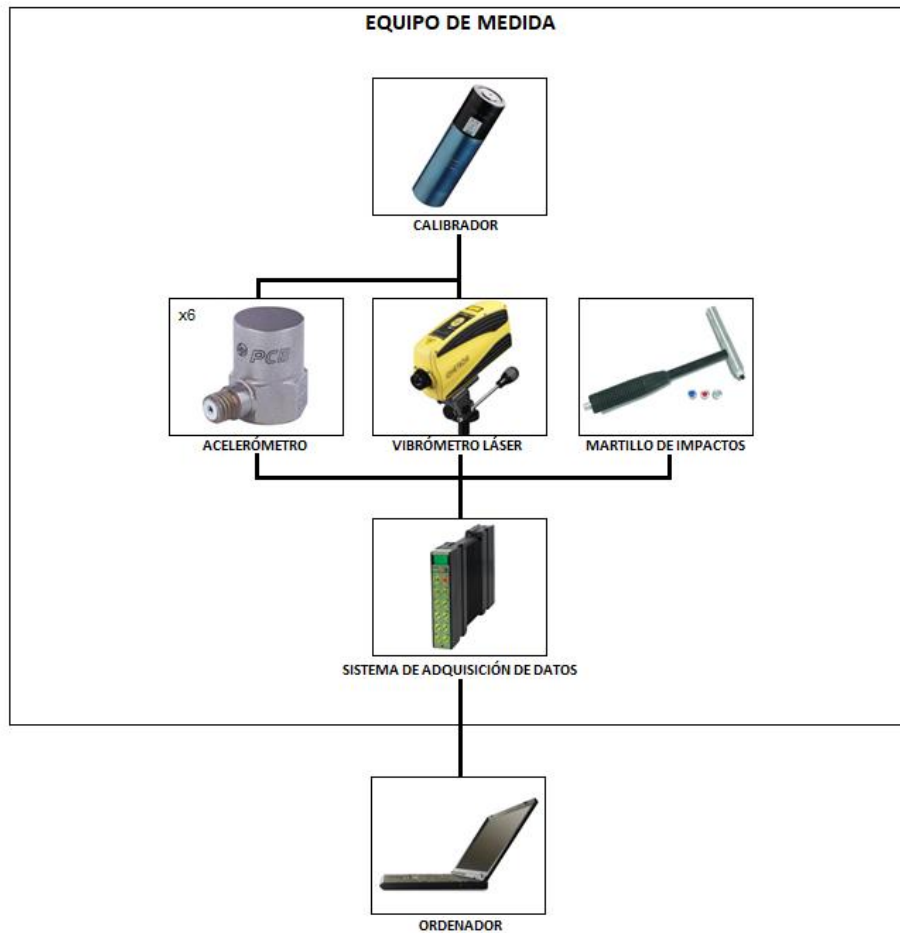 EQUIPO DE MEDIDA
CALIBRADOR
x6
PCB
ACELERÓMETRO
VIBRÓMETRO LÁSER
MARTILLO DE IMPACTOS
SISTEMA DE ADQUISICIÓN DE DATOS
ORDENADOR